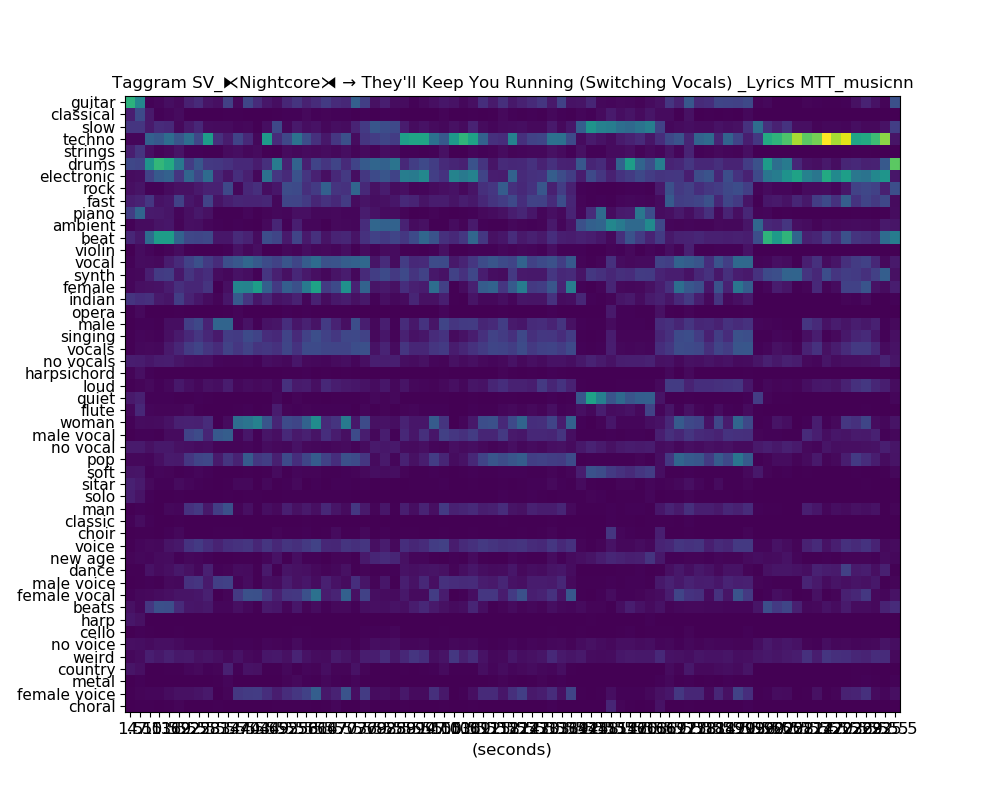 Taggram SV_⧔Nightcore⧕ → They'll Keep You Running (Switching Vocals) _Lyrics MTT_musicnn
guitar
classical
slow
techno
strings
drums
electronic
rock
fast
piano
ambient
beat
violin
vocal
synth
female
indian
opera
male
singing
vocals
no vocals
harpsichord
loud
quiet
flute
woman
male vocal
no vocal
pop
soft
sitar
solo
man
classic
choir
voice
new age
dance
male voice
female vocal
beats
harp
cello
no voice
weird
country
metal
female voice
choral
(seconds)